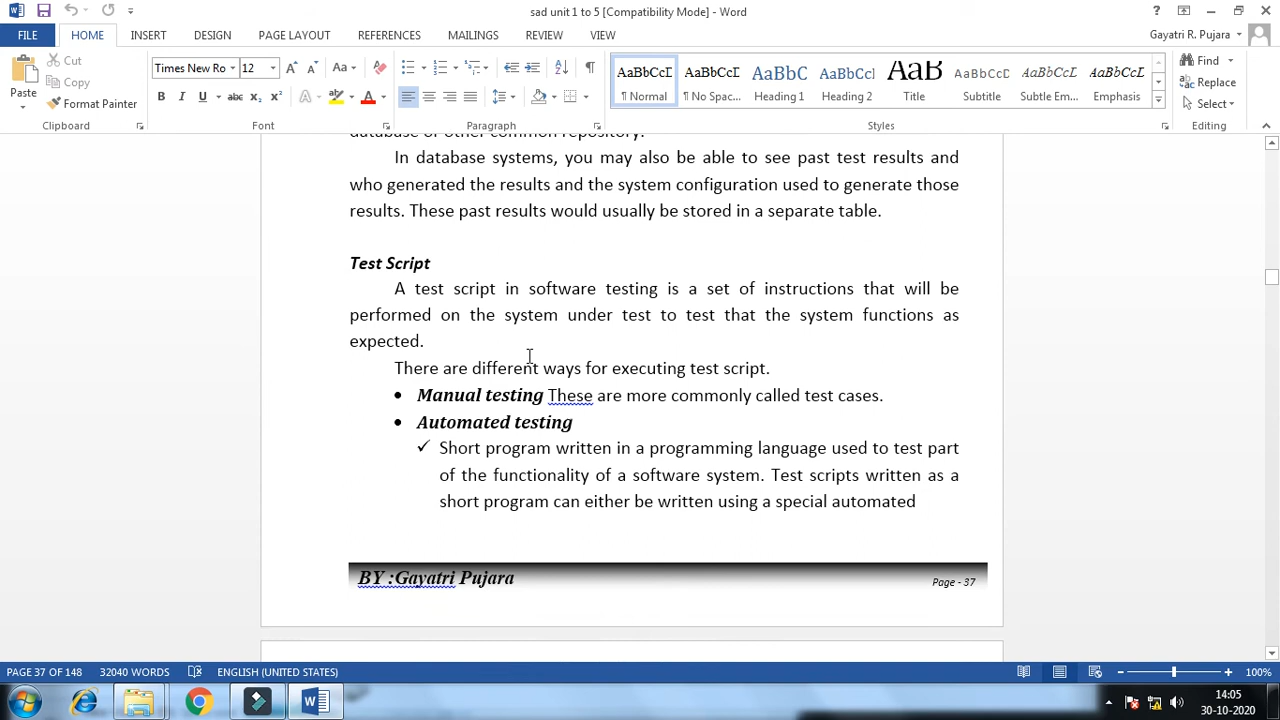 sad unit 1 to 5 [Compatibility Mode] - Word
FILE HOME INSERT DESIGN PAGE LAYOUT REFERENCES MAILINGS REVIEW VIEW Gayatri R. Pujara
Paste
Cut
Copy
Format Painter
Clipboard
Times New Ro 12
Font
Paragraph
AaBbCcI AaBbCcI AaBbC AaBbCcI AaB AaBbCcD AaBbCcI AaBbCcI
¶ Normal ¶ No Spac... Heading 1 Heading 2 Title Subtitle Subtle Em... Emphasis
Styles
Find
Replace
Select
Editing
database or other common repository.
In database systems, you may also be able to see past test results and
who generated the results and the system configuration used to generate those
results. These past results would usually be stored in a separate table.
Test Script
A test script in software testing is a set of instructions that will be
performed on the system under test to test that the system functions as
expected.
There are different ways for executing test script.
• Manual testing These are more commonly called test cases.
• Automated testing
✓ Short program written in a programming language used to test part
of the functionality of a software system. Test scripts written as a
short program can either be written using a special automated
BY :Gayatri Pujara
Page - 37
PAGE 37 OF 148 32040 WORDS ENGLISH (UNITED STATES) 100%
14:05
30-10-2020